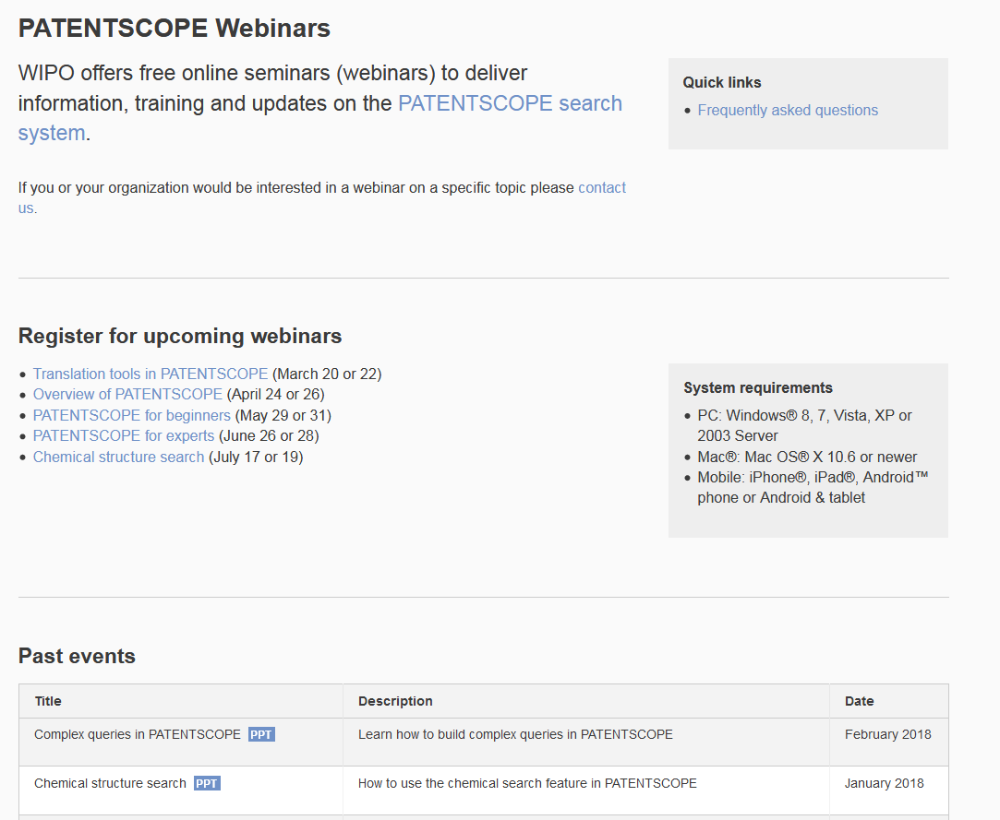 PATENTSCOPE Webinars
WIPO offers free online seminars (webinars) to deliver
information, training and updates on the PATENTSCOPE search
system.
If you or your organization would be interested in a webinar on a specific topic please contact
us.
Quick links
• Frequently asked questions
Register for upcoming webinars
• Translation tools in PATENTSCOPE (March 20 or 22)
• Overview of PATENTSCOPE (April 24 or 26)
• PATENTSCOPE for beginners (May 29 or 31)
• PATENTSCOPE for experts (June 26 or 28)
• Chemical structure search (July 17 or 19)
System requirements
• PC: Windows® 8, 7, Vista, XP or
2003 Server
• Mac®: Mac OS® X 10.6 or newer
• Mobile: iPhone®, iPad®, Android™
phone or Android & tablet
Past events
Title Description Date
Complex queries in PATENTSCOPE PPT Learn how to build complex queries in PATENTSCOPE February 2018
Chemical structure search PPT How to use the chemical search feature in PATENTSCOPE January 2018